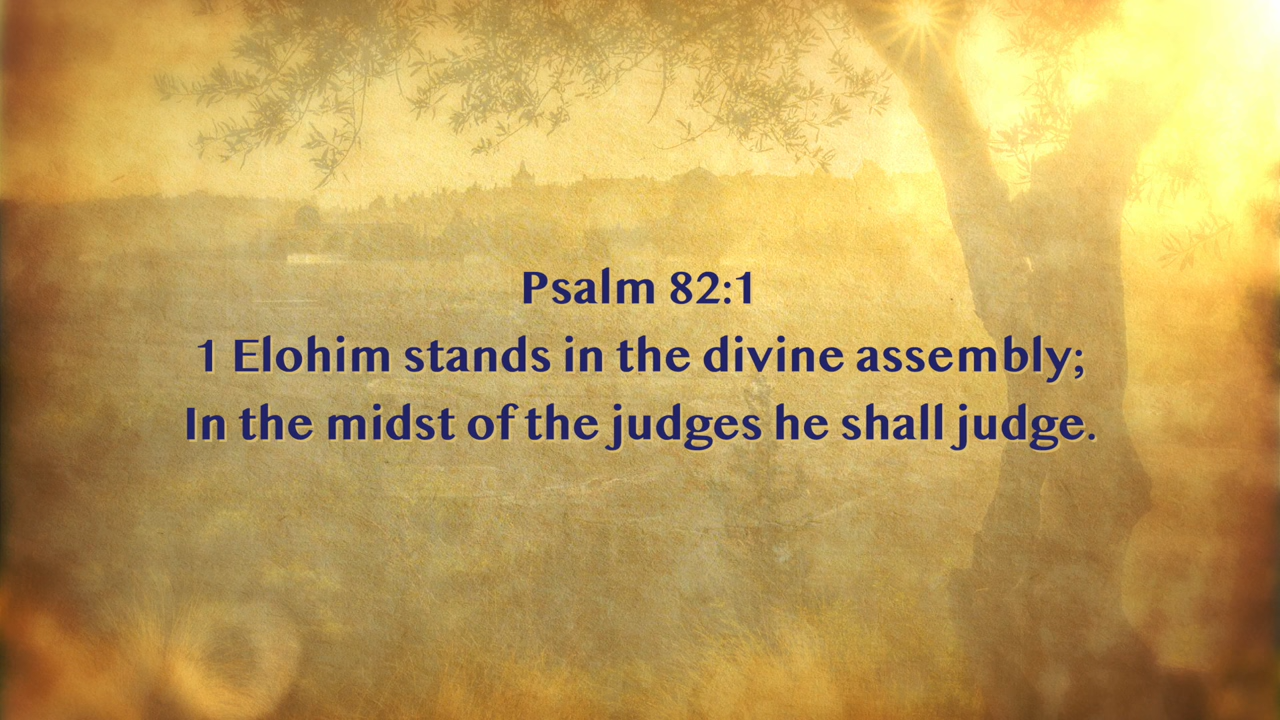 Psalm 82:1
1 Elohim stands in the divine assembly;
In the midst of the judges he shall judge.